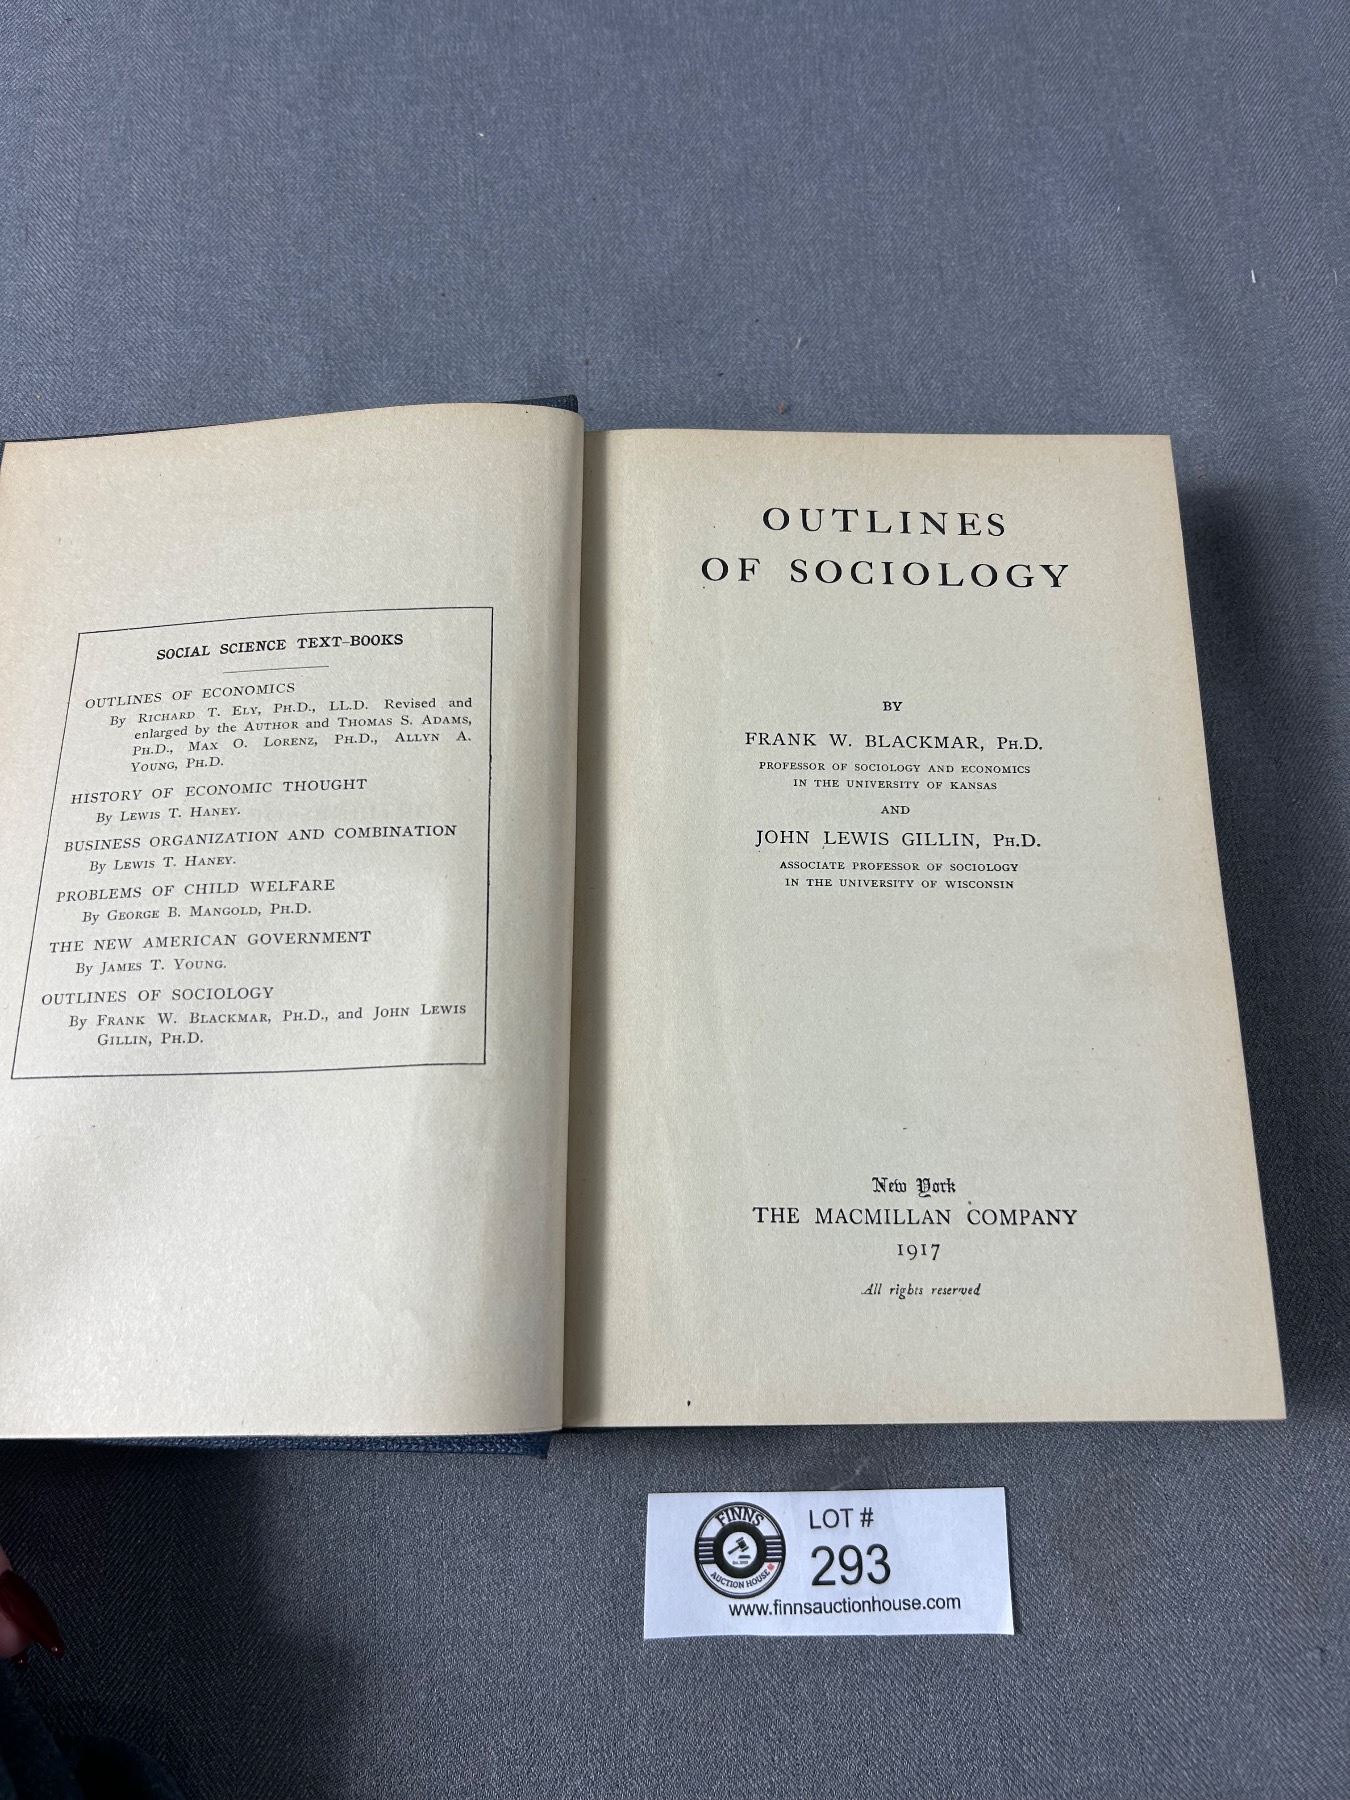 SOCIAL SCIENCE TEXT-BOOKS
OUTLINES OF ECONOMICS
By RICHARD T. ELY, PH.D., LL.D. Revised and
enlarged by the AUTHOR and THOMAS S. ADAMS,
PH.D., MAX O. LORENZ, PH.D., ALLYN A.
YOUNG, PH.D.
HISTORY OF ECONOMIC THOUGHT
By LEWIS T. HANEY.
BUSINESS ORGANIZATION AND COMBINATION
By LEWIS T. HANEY.
PROBLEMS OF CHILD WELFARE
By GEORGE B. MANGOLD, PH.D.
THE NEW AMERICAN GOVERNMENT
By JAMES T. YOUNG.
OUTLINES OF SOCIOLOGY
By FRANK W. BLACKMAR, PH.D., and JOHN LEWIS
GILLIN, PH.D.
OUTLINES
OF SOCIOLOGY
BY
FRANK W. BLACKMAR, PH.D.
PROFESSOR OF SOCIOLOGY AND ECONOMICS
IN THE UNIVERSITY OF KANSAS
AND
JOHN LEWIS GILLIN, PH.D.
ASSOCIATE PROFESSOR OF SOCIOLOGY
IN THE UNIVERSITY OF WISCONSIN
New York
THE MACMILLAN COMPANY
1917
All rights reserved
FINNS
AUCTION HOUSE
LOT #
293
www.finnsauctionhouse.com